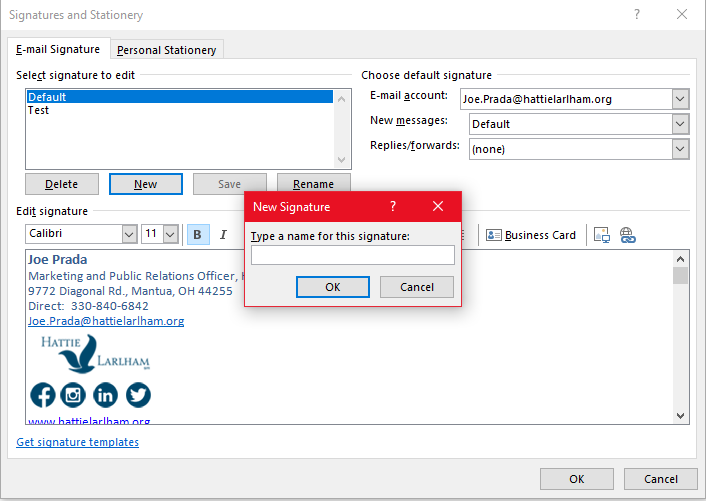 Signatures and Stationery
E-mail Signature
Personal Stationery
Select signature to edit
Default
Test
Delete
New
Save
Rename
Choose default signature
E-mail account:
Joe.Prada@hattielarlham.org
New messages:
Default
Replies/forwards:
(none)
Edit signature
Calibri
11
B
I
Business Card
New Signature
Type a name for this signature:
OK
Cancel
Joe Prada
Marketing and Public Relations Officer,
9772 Diagonal Rd., Mantua, OH 44255
Direct: 330-840-6842
Joe.Prada@hattielarlham.org
HATTIE
LARLHAM
www.hattielarlham.org
Get signature templates
OK
Cancel